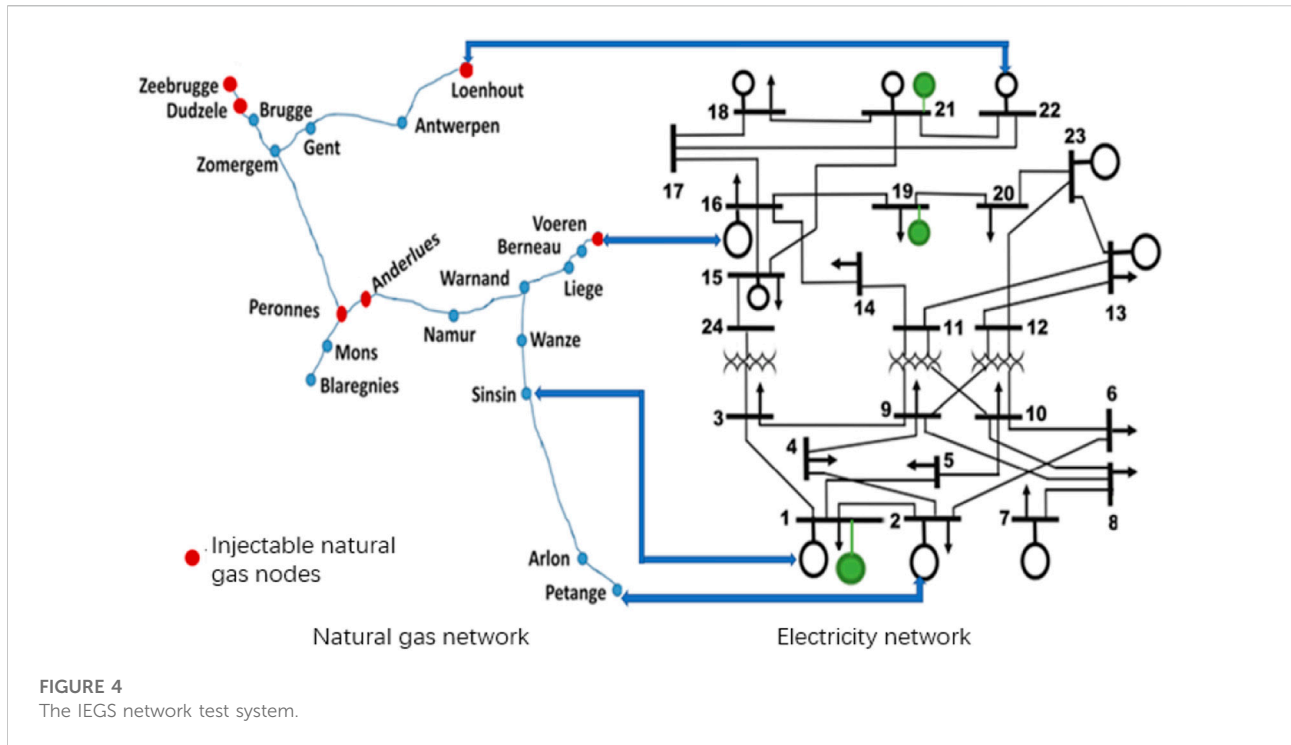 Zeebrugge
Loenhout
Dudzele
Brugge
Antwerpen
Gent
Zomergem
18
21
22
23
17
16
19
20
Voeren
Berneau
Anderlues
Warnand
Liege
15
14
13
Peronnes
24
11
12
Namur
Mons
Wanze
Blaregnies
Sinsin
3
9
10
6
4
5
1
2
7
8
Injectable natural
gas nodes
Arlon
Petange
Natural gas network
Electricity network
FIGURE 4
The IEGS network test system.